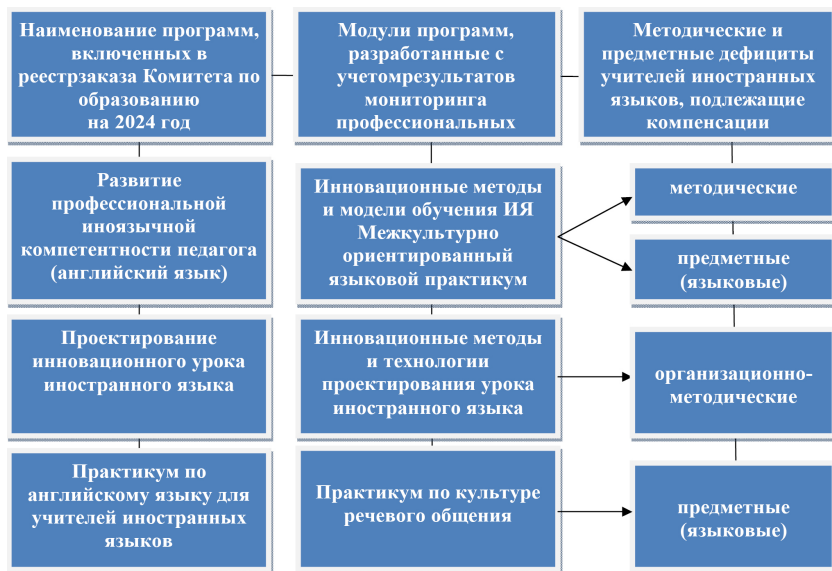 Наименование программ,
включенных в
реестрзаказа Комитета по
образованию
на 2024 год
Модули программ,
разработанные с
учетомрезультатов
мониторинга
профессиональных
Методические и
предметные дефициты
учителей иностранных
языков, подлежащие
компенсации
Развитие
профессиональной
иноязычной
компетентности педагога
(английский язык)
Инновационные методы
и модели обучения ИЯ
Межкультурно
ориентированный
языковой практикум
методические
предметные
(языковые)
Проектирование
инновационного урока
иностранного языка
Инновационные методы
и технологии
проектирования урока
иностранного языка
организационно-
методические
Практикум по
английскому языку для
учителей иностранных
языков
Практикум по культуре
речевого общения
предметные
(языковые)